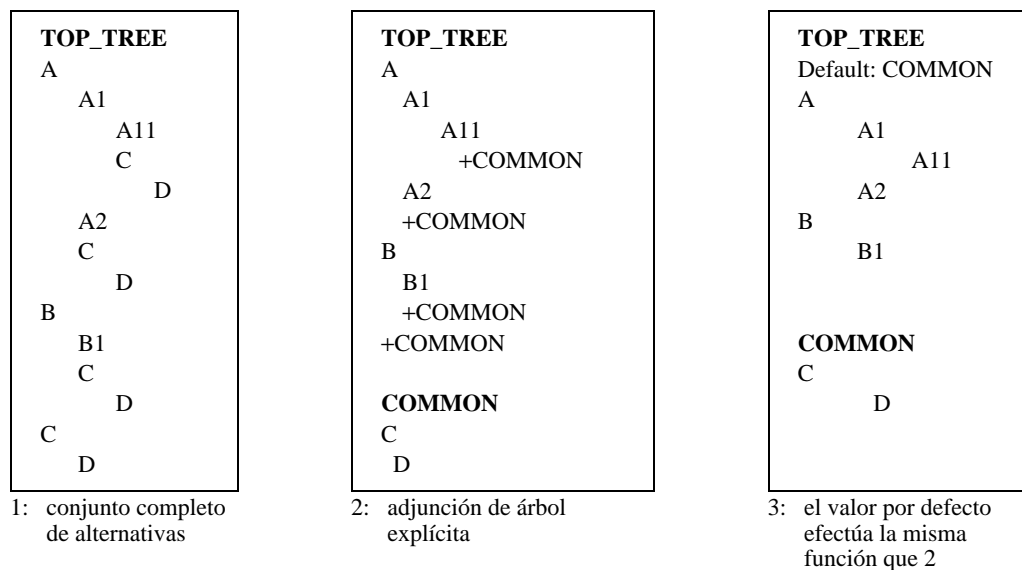 TOP_TREE
A
A1
A11
C
D
A2
C
D
B
B1
C
D
C
D
1: conjunto completo
de alternativas
TOP_TREE
A
A1
A11
+COMMON
A2
+COMMON
B
B1
+COMMON
+COMMON
COMMON
C
D
2: adjunción de árbol
explícita
TOP_TREE
Default: COMMON
A
A1
A11
A2
B
B1
COMMON
C
D
3: el valor por defecto
efectúa la misma
función que 2